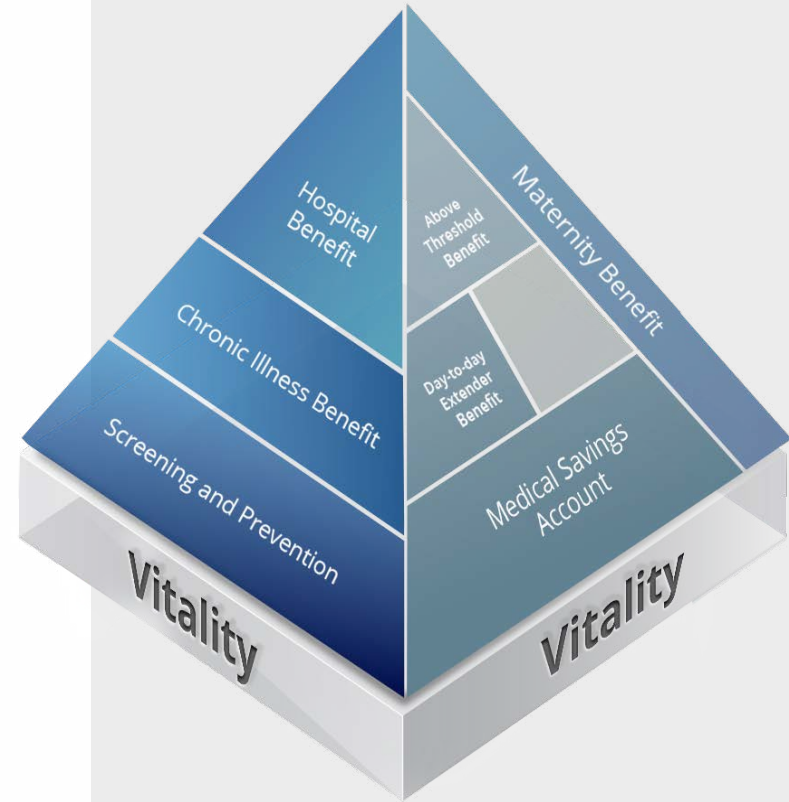 Hospital
Benefit
Chronic Illness Benefit
Screening and Prevention
Vitality
Maternity Benefit
Above
Threshold
Benefit
Day-to-day
Extender
Benefit
Medical Savings
Account
Vitality